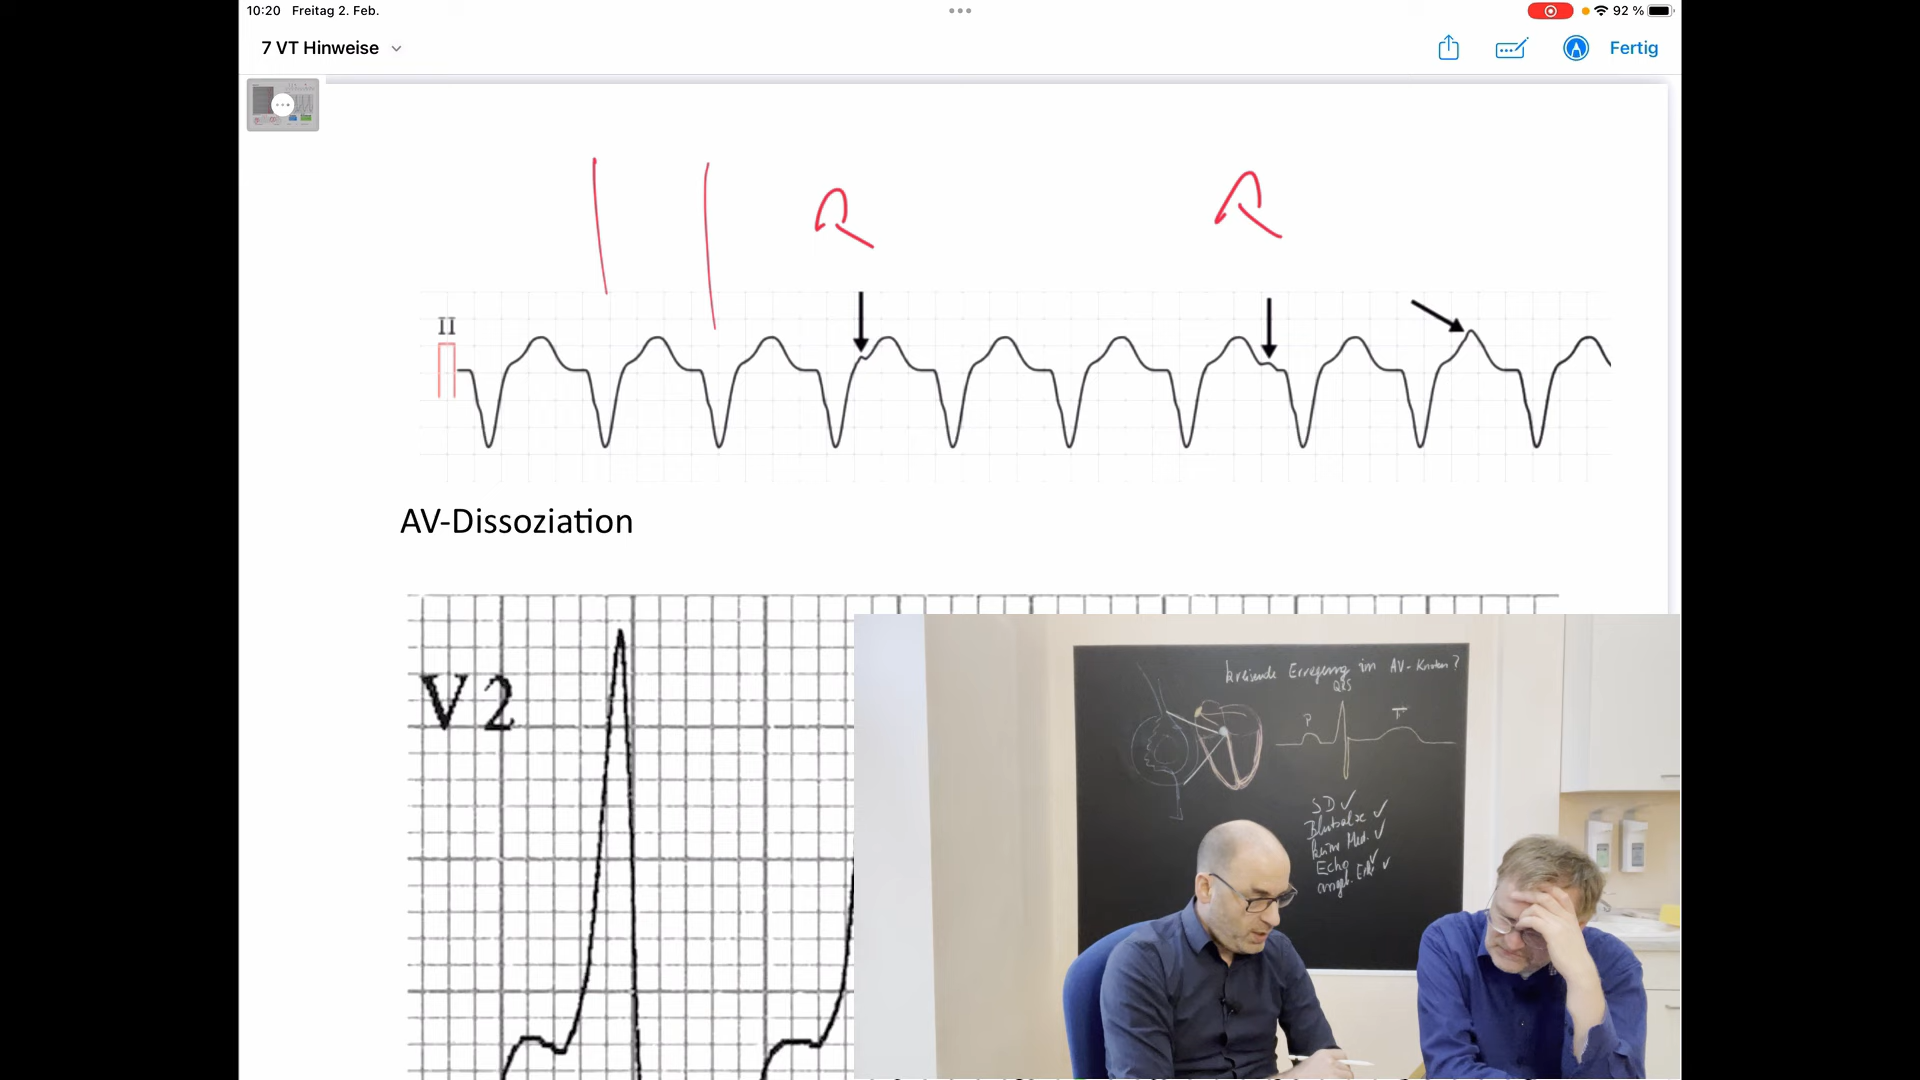 10:20 Freitag 2. Feb. 92 %
7 VT Hinweise Fertig
II
AV-Dissoziation
V2
kreisende Erregung im AV-Knoten?
QRS
P T
SD ✓
Blutsalze ✓
keine Med. ✓
Echo ✓